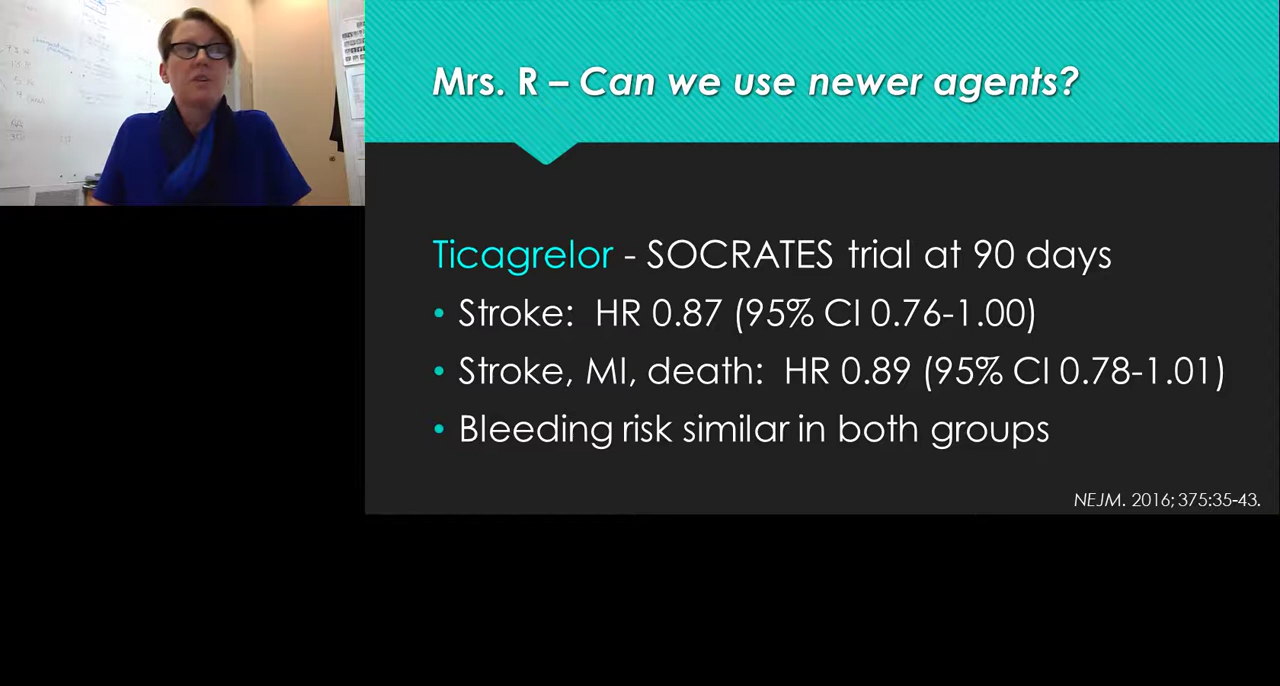 Mrs. R – Can we use newer agents?
Ticagrelor - SOCRATES trial at 90 days
• Stroke:  HR 0.87 (95% CI 0.76-1.00)
• Stroke, MI, death:  HR 0.89 (95% CI 0.78-1.01)
• Bleeding risk similar in both groups
NEJM. 2016; 375:35-43.